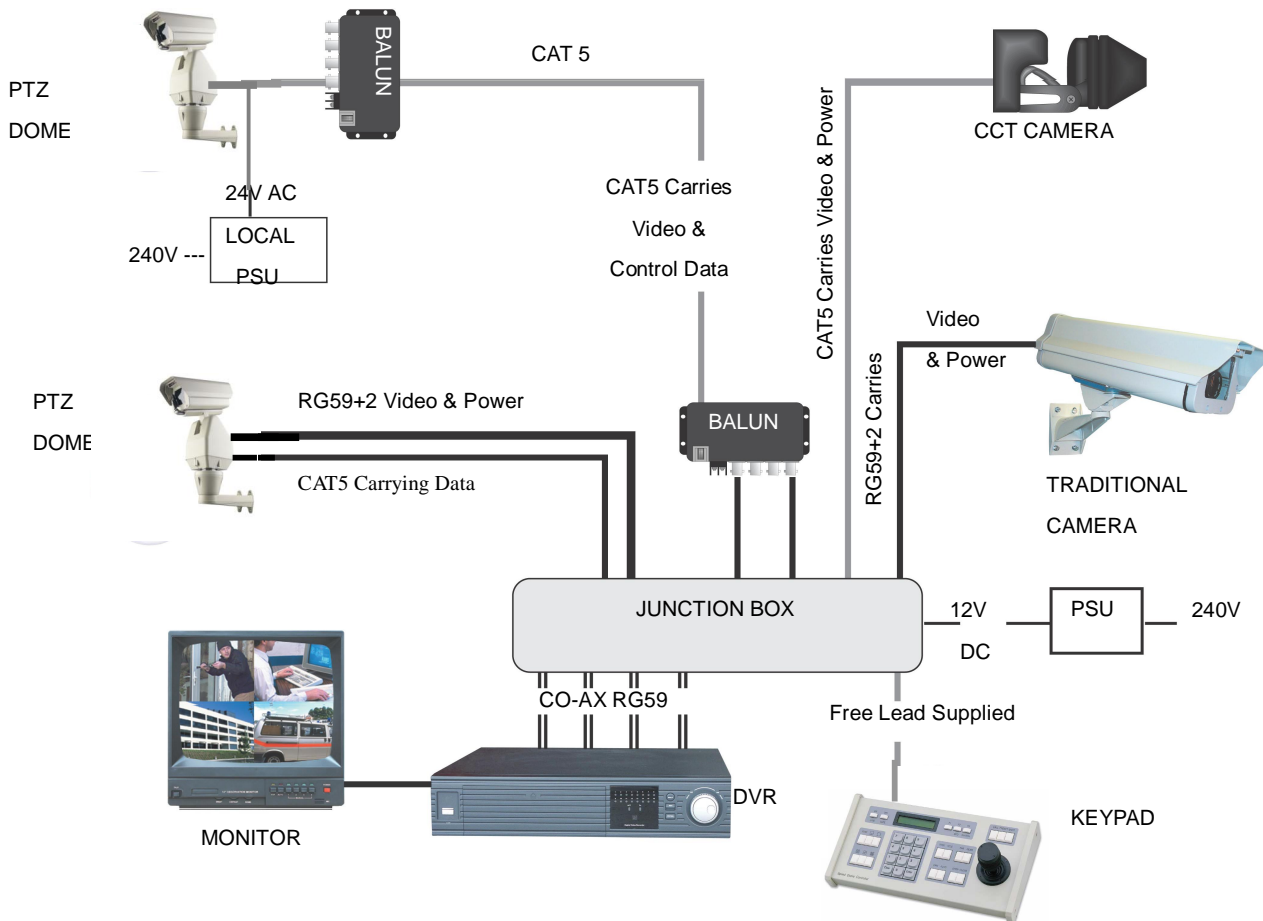 BALUN
CAT 5
PTZ
DOME
CCT CAMERA
24V AC
LOCAL
PSU
240V ---
CAT5 Carries
Video &
Control Data
CAT5 Carries Video & Power
Video
& Power
RG59+2 Carries
PTZ
DOME
RG59+2 Video & Power
CAT5 Carrying Data
BALUN
TRADITIONAL
CAMERA
JUNCTION BOX
12V
DC
PSU
240V
CO-AX RG59
Free Lead Supplied
DVR
MONITOR
KEYPAD